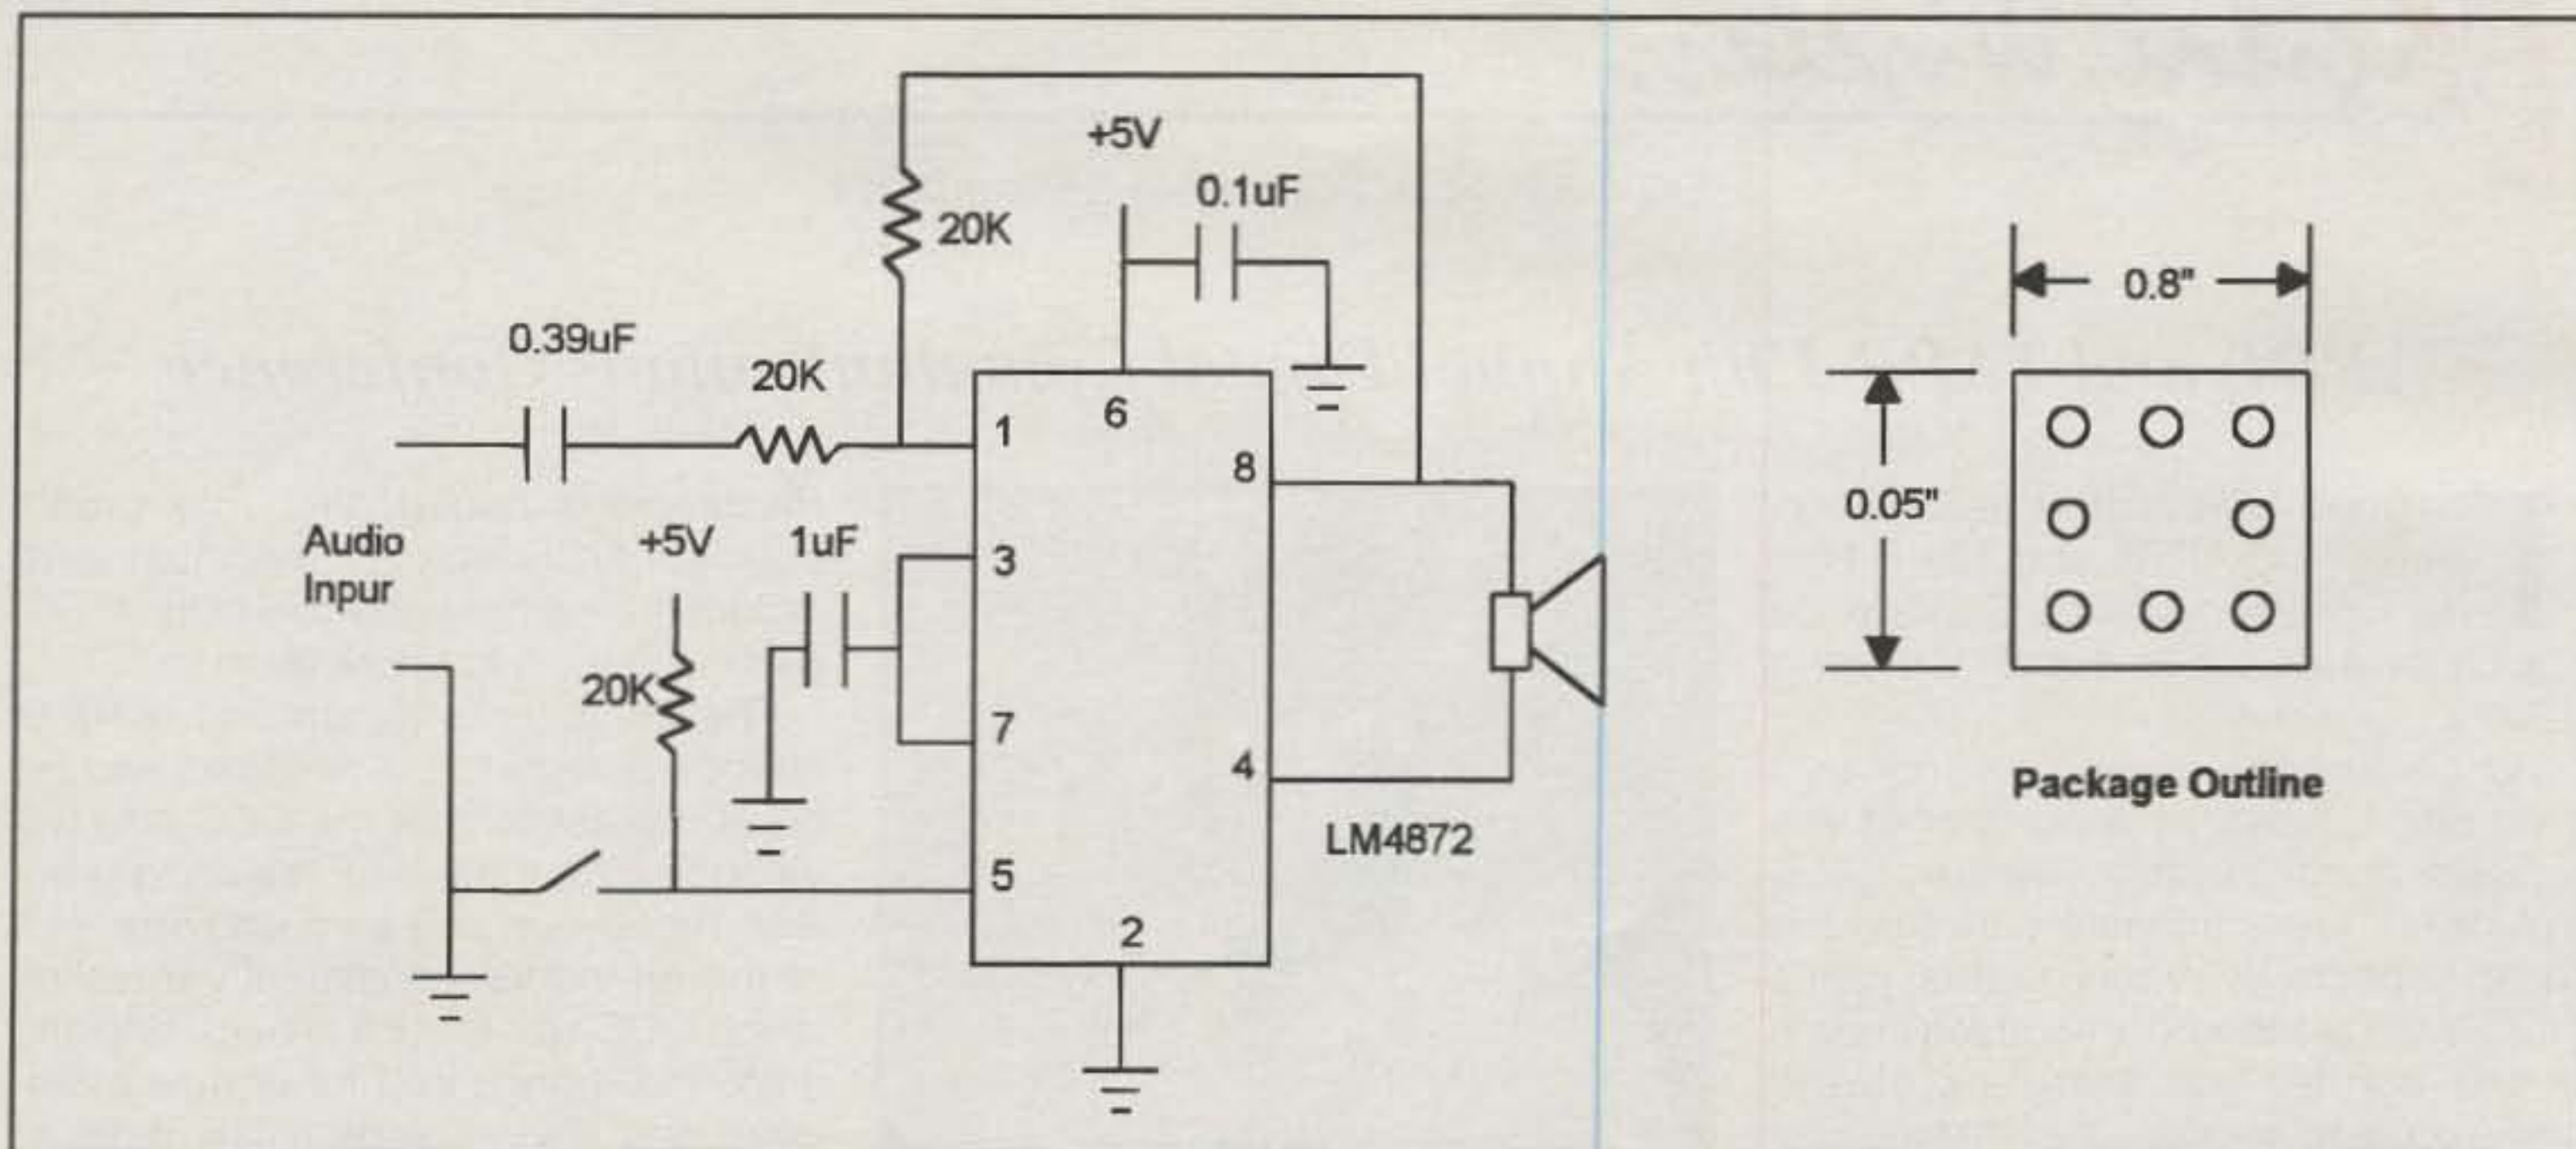 +5V
0.1uF
20K
0.8"
0.39uF
20K
1
6
8
0.05"
Audio
Inpur
+5V
1uF
3
20K
7
4
Package Outline
LM4872
5
2